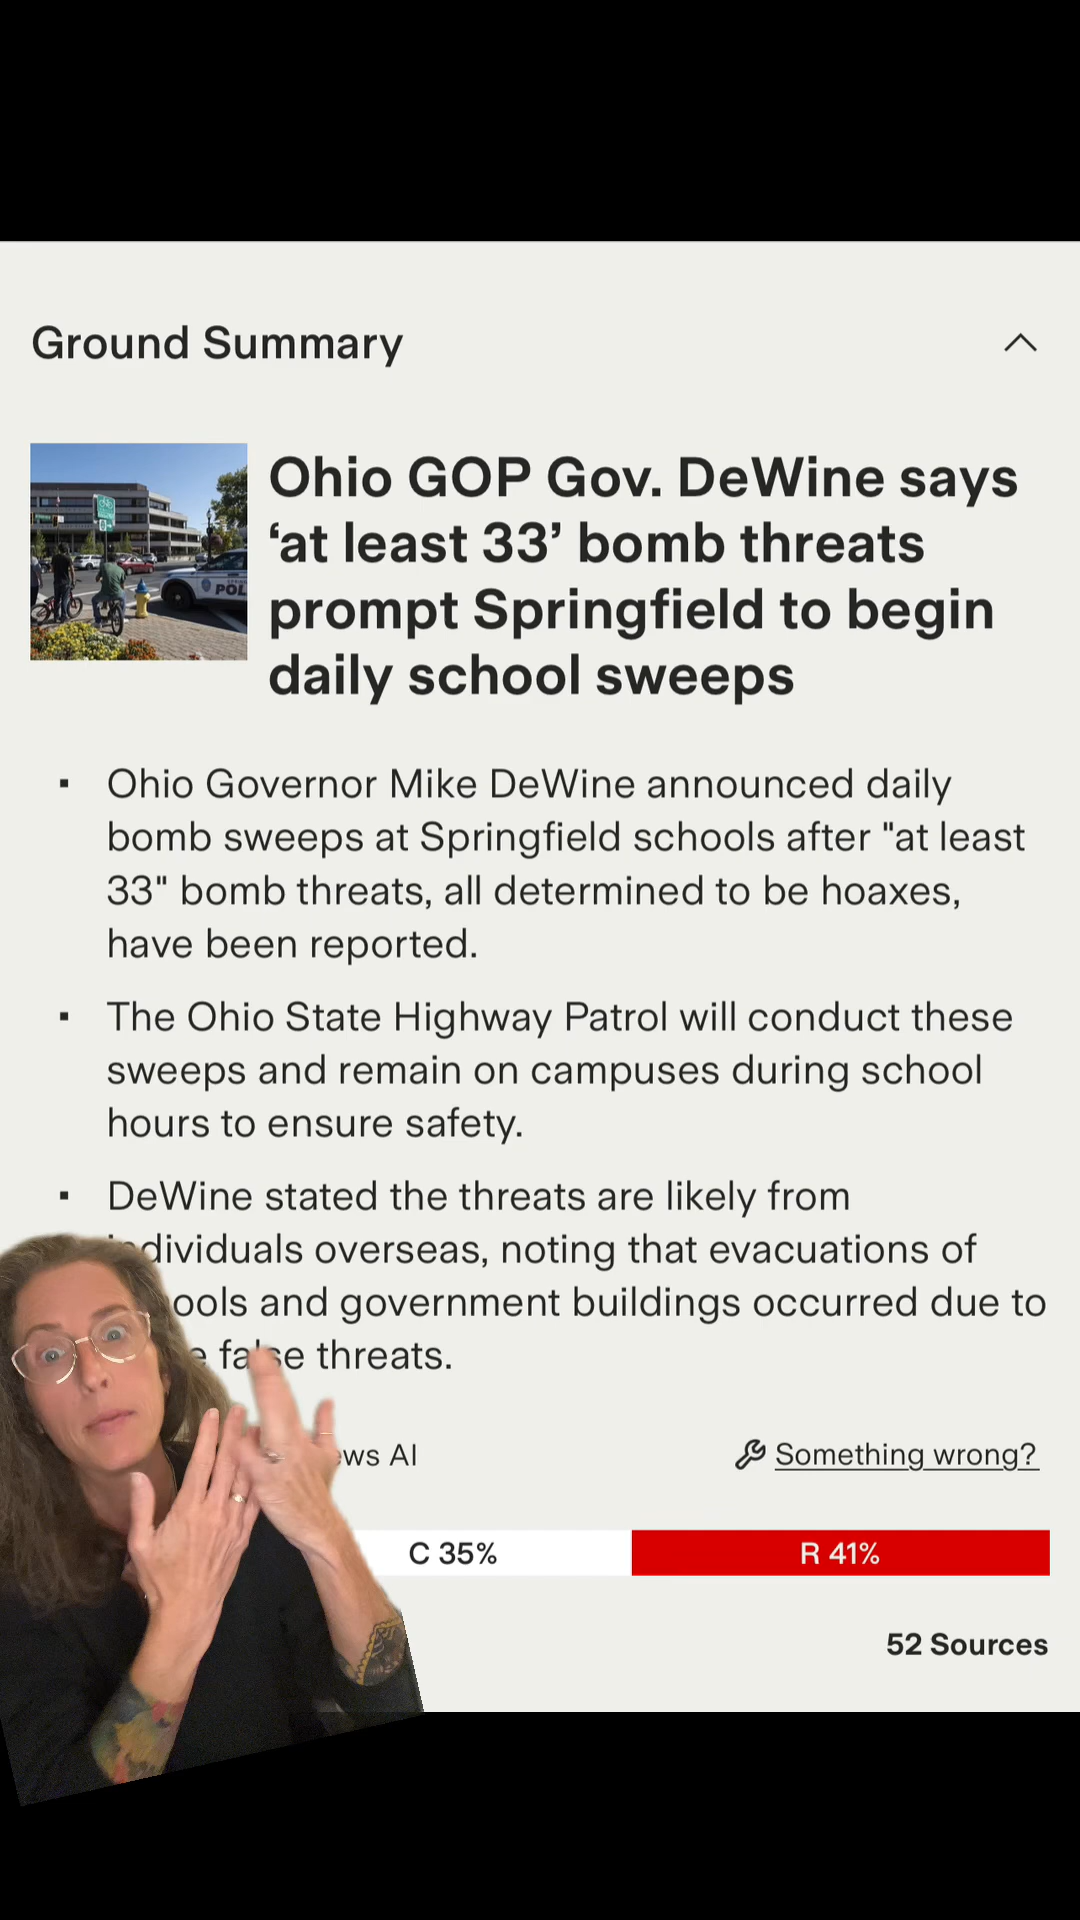 Ground Summary
Ohio GOP Gov. DeWine says
‘at least 33’ bomb threats
prompt Springfield to begin
daily school sweeps
▪ Ohio Governor Mike DeWine announced daily
bomb sweeps at Springfield schools after "at least
33" bomb threats, all determined to be hoaxes,
have been reported.
▪ The Ohio State Highway Patrol will conduct these
sweeps and remain on campuses during school
hours to ensure safety.
▪ DeWine stated the threats are likely from
dividuals overseas, noting that evacuations of
ools and government buildings occurred due to
threats.
ws AI
Something wrong?
C 35%
R 41%
52 Sources
POL